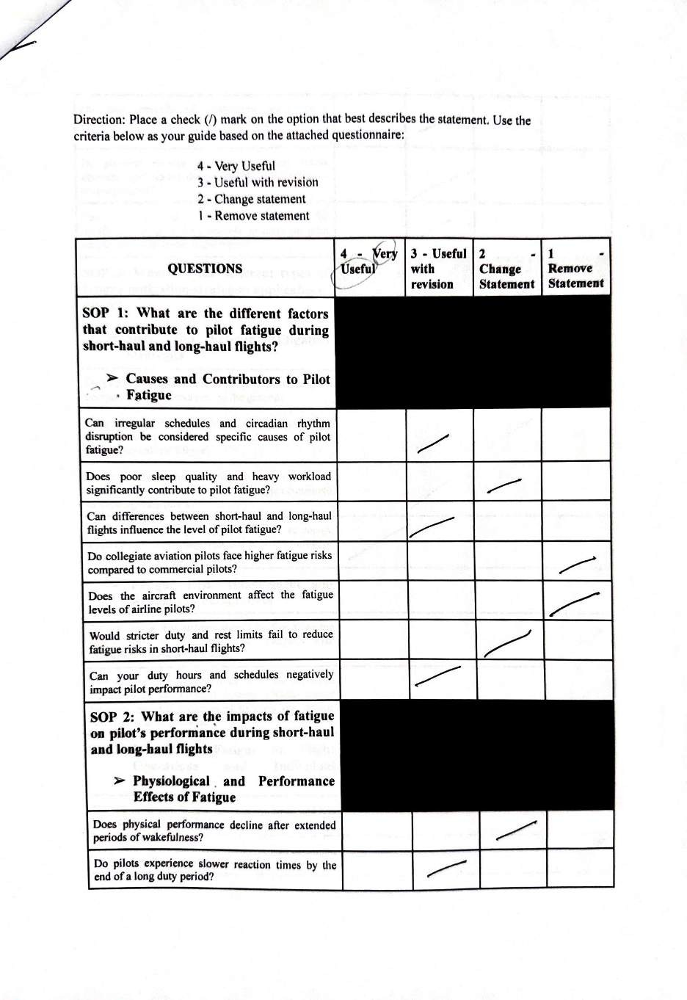 Direction: Place a check (/) mark on the option that best describes the statement. Use the
criteria below as your guide based on the attached questionnaire:
4 - Very Useful
3 - Useful with revision
2 - Change statement
1 - Remove statement
QUESTIONS
4 - Very
Useful
3 - Useful
with
revision
2 -
Change
Statement
1 -
Remove
Statement
SOP 1: What are the different factors
that contribute to pilot fatigue during
short-haul and long-haul flights?
➢ Causes and Contributors to Pilot
Fatigue
Can irregular schedules and circadian rhythm
disruption be considered specific causes of pilot
fatigue?
/
Does poor sleep quality and heavy workload
significantly contribute to pilot fatigue?
/
Can differences between short-haul and long-haul
flights influence the level of pilot fatigue?
/
Do collegiate aviation pilots face higher fatigue risks
compared to commercial pilots?
/
Does the aircraft environment affect the fatigue
levels of airline pilots?
/
Would stricter duty and rest limits fail to reduce
fatigue risks in short-haul flights?
/
Can your duty hours and schedules negatively
impact pilot performance?
/
SOP 2: What are the impacts of fatigue
on pilot's performance during short-haul
and long-haul flights
➢ Physiological and Performance
Effects of Fatigue
Does physical performance decline after extended
periods of wakefulness?
/
Do pilots experience slower reaction times by the
end of a long duty period?
/